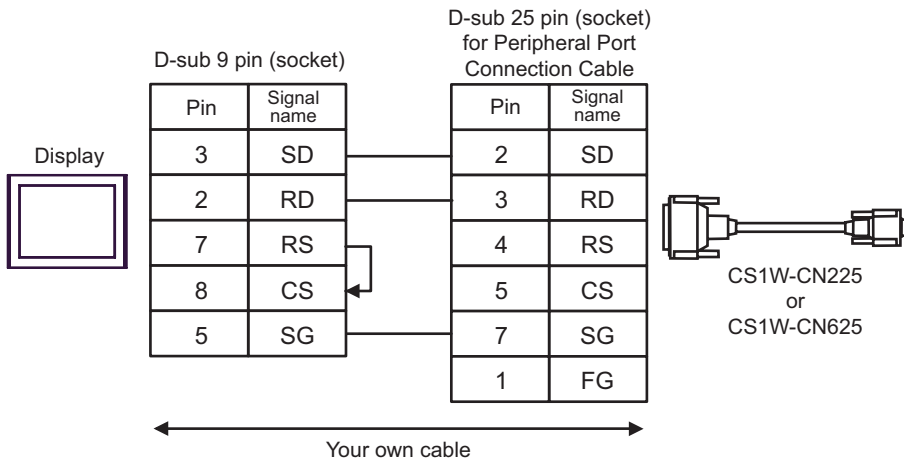 D-sub 25 pin (socket)
for Peripheral Port
Connection Cable
D-sub 9 pin (socket)
Pin Signal name
3 SD
2 RD
7 RS
8 CS
5 SG
Pin Signal name
2 SD
3 RD
4 RS
5 CS
7 SG
1 FG
Display
CS1W-CN225
or
CS1W-CN625
Your own cable